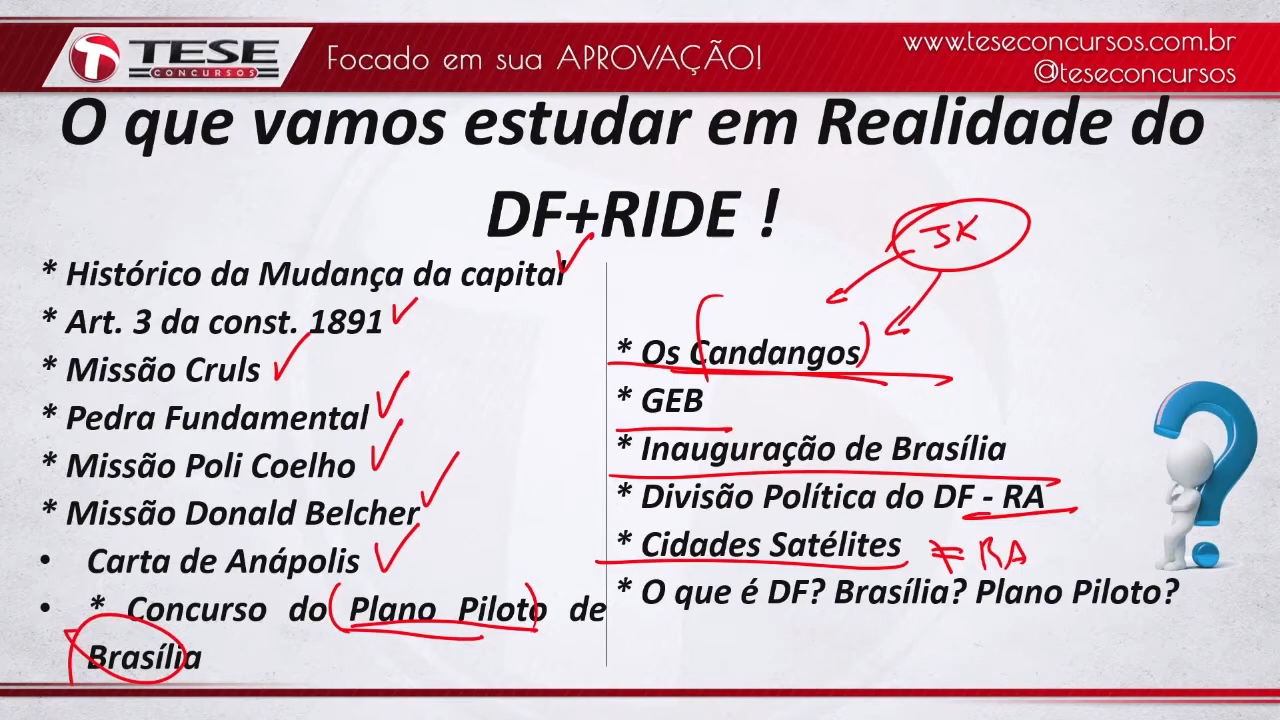 TESE
CONCURSOS
Focado em sua APROVAÇÃO!
www.teseconcursos.com.br
@teseconcursos
O que vamos estudar em Realidade do
DF+RIDE !
* Histórico da Mudança da capital
* Art. 3 da const. 1891
* Missão Cruls
* Pedra Fundamental
* Missão Poli Coelho
* Missão Donald Belcher
• Carta de Anápolis
• * Concurso do Plano Piloto de
Brasília
JK
* Os Candangos
* GEB
* Inauguração de Brasília
* Divisão Política do DF - RA
* Cidades Satélites ≠ RA
* O que é DF? Brasília? Plano Piloto?